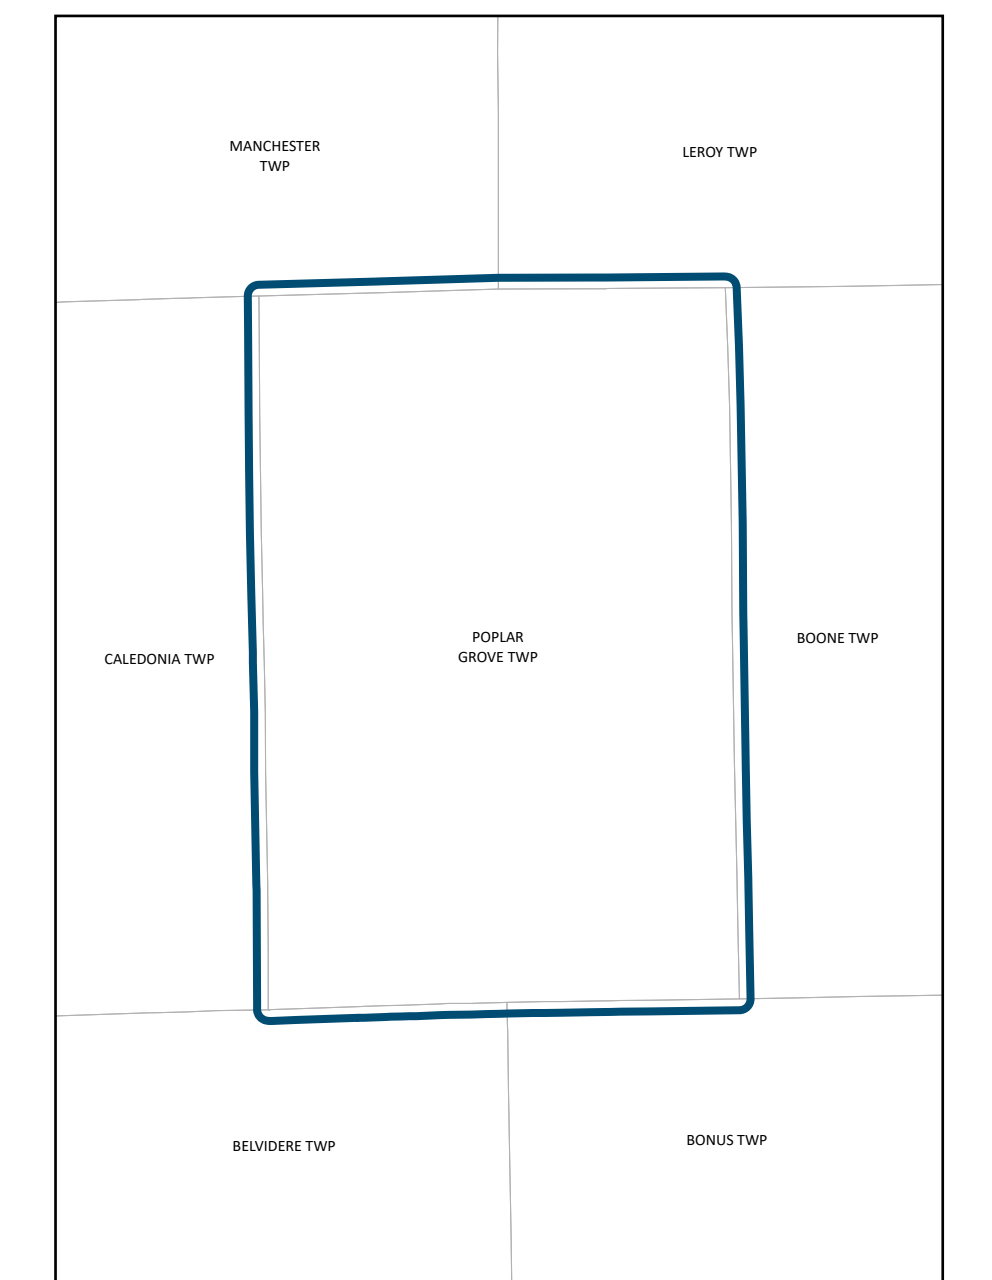 MANCHESTER
TWP
LEROY TWP
POPLAR
GROVE TWP
BOONE TWP
CALEDONIA TWP
BELVIDERE TWP
BONUS TWP